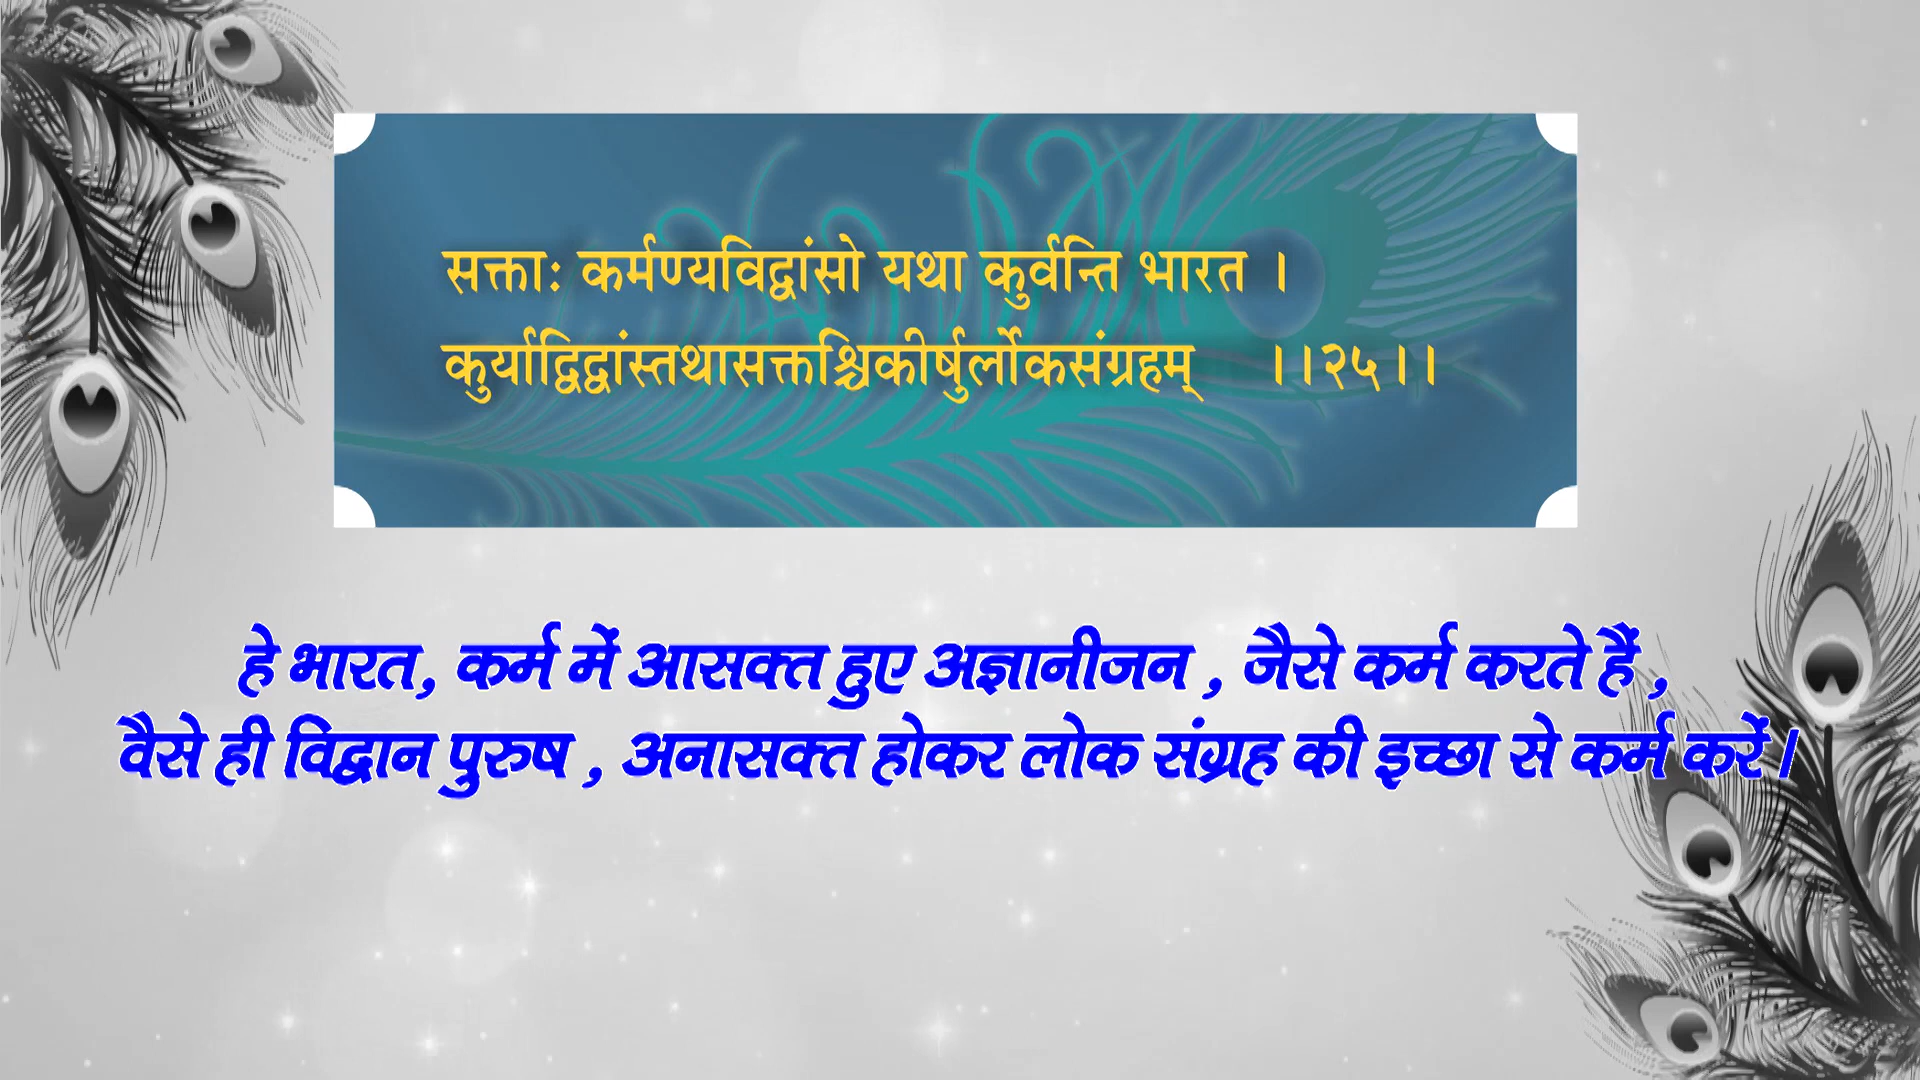 सक्ताः कर्मण्यविद्वांसो यथा कुर्वन्ति भारत ।
कुर्याद्विद्वांस्तथासक्तश्चिकीर्षुर्लोकसंग्रहम् ।।२५।।
हे भारत, कर्म में आसक्त हुए अज्ञानीजन , जैसे कर्म करते हैं ,
वैसे ही विद्वान पुरुष , अनासक्त होकर लोक संग्रह की इच्छा से कर्म करें।